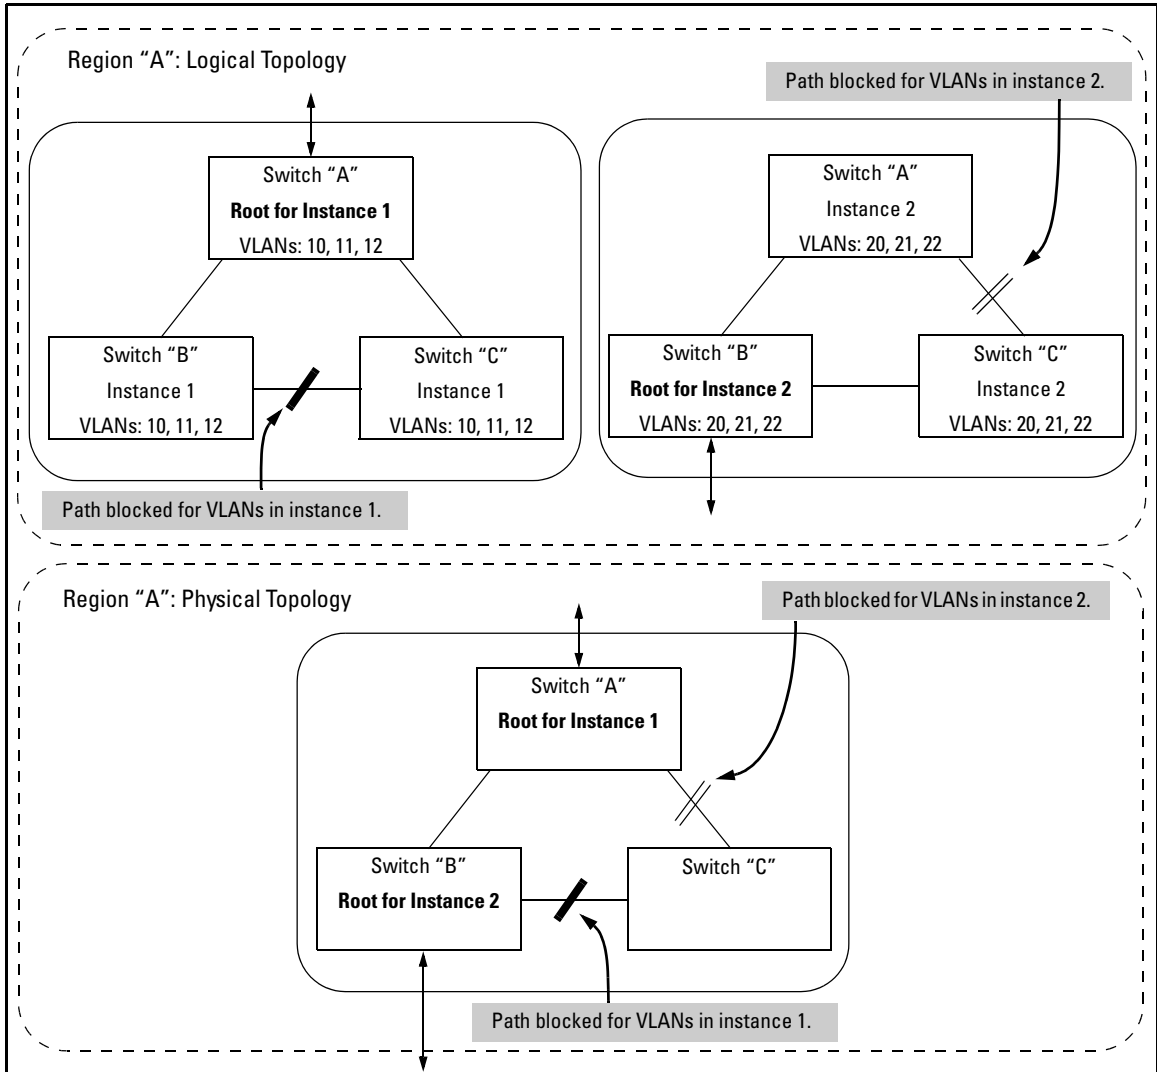 Region “A”: Logical Topology
Path blocked for VLANs in instance 2.
Switch “A”
Root for Instance 1
VLANs: 10, 11, 12
Switch “B”
Instance 1
VLANs: 10, 11, 12
Switch “C”
Instance 1
VLANs: 10, 11, 12
Path blocked for VLANs in instance 1.
Switch “A”
Instance 2
VLANs: 20, 21, 22
Switch “B”
Root for Instance 2
VLANs: 20, 21, 22
Switch “C”
Instance 2
VLANs: 20, 21, 22
Region “A”: Physical Topology
Path blocked for VLANs in instance 2.
Switch “A”
Root for Instance 1
Switch “B”
Root for Instance 2
Switch “C”
Path blocked for VLANs in instance 1.